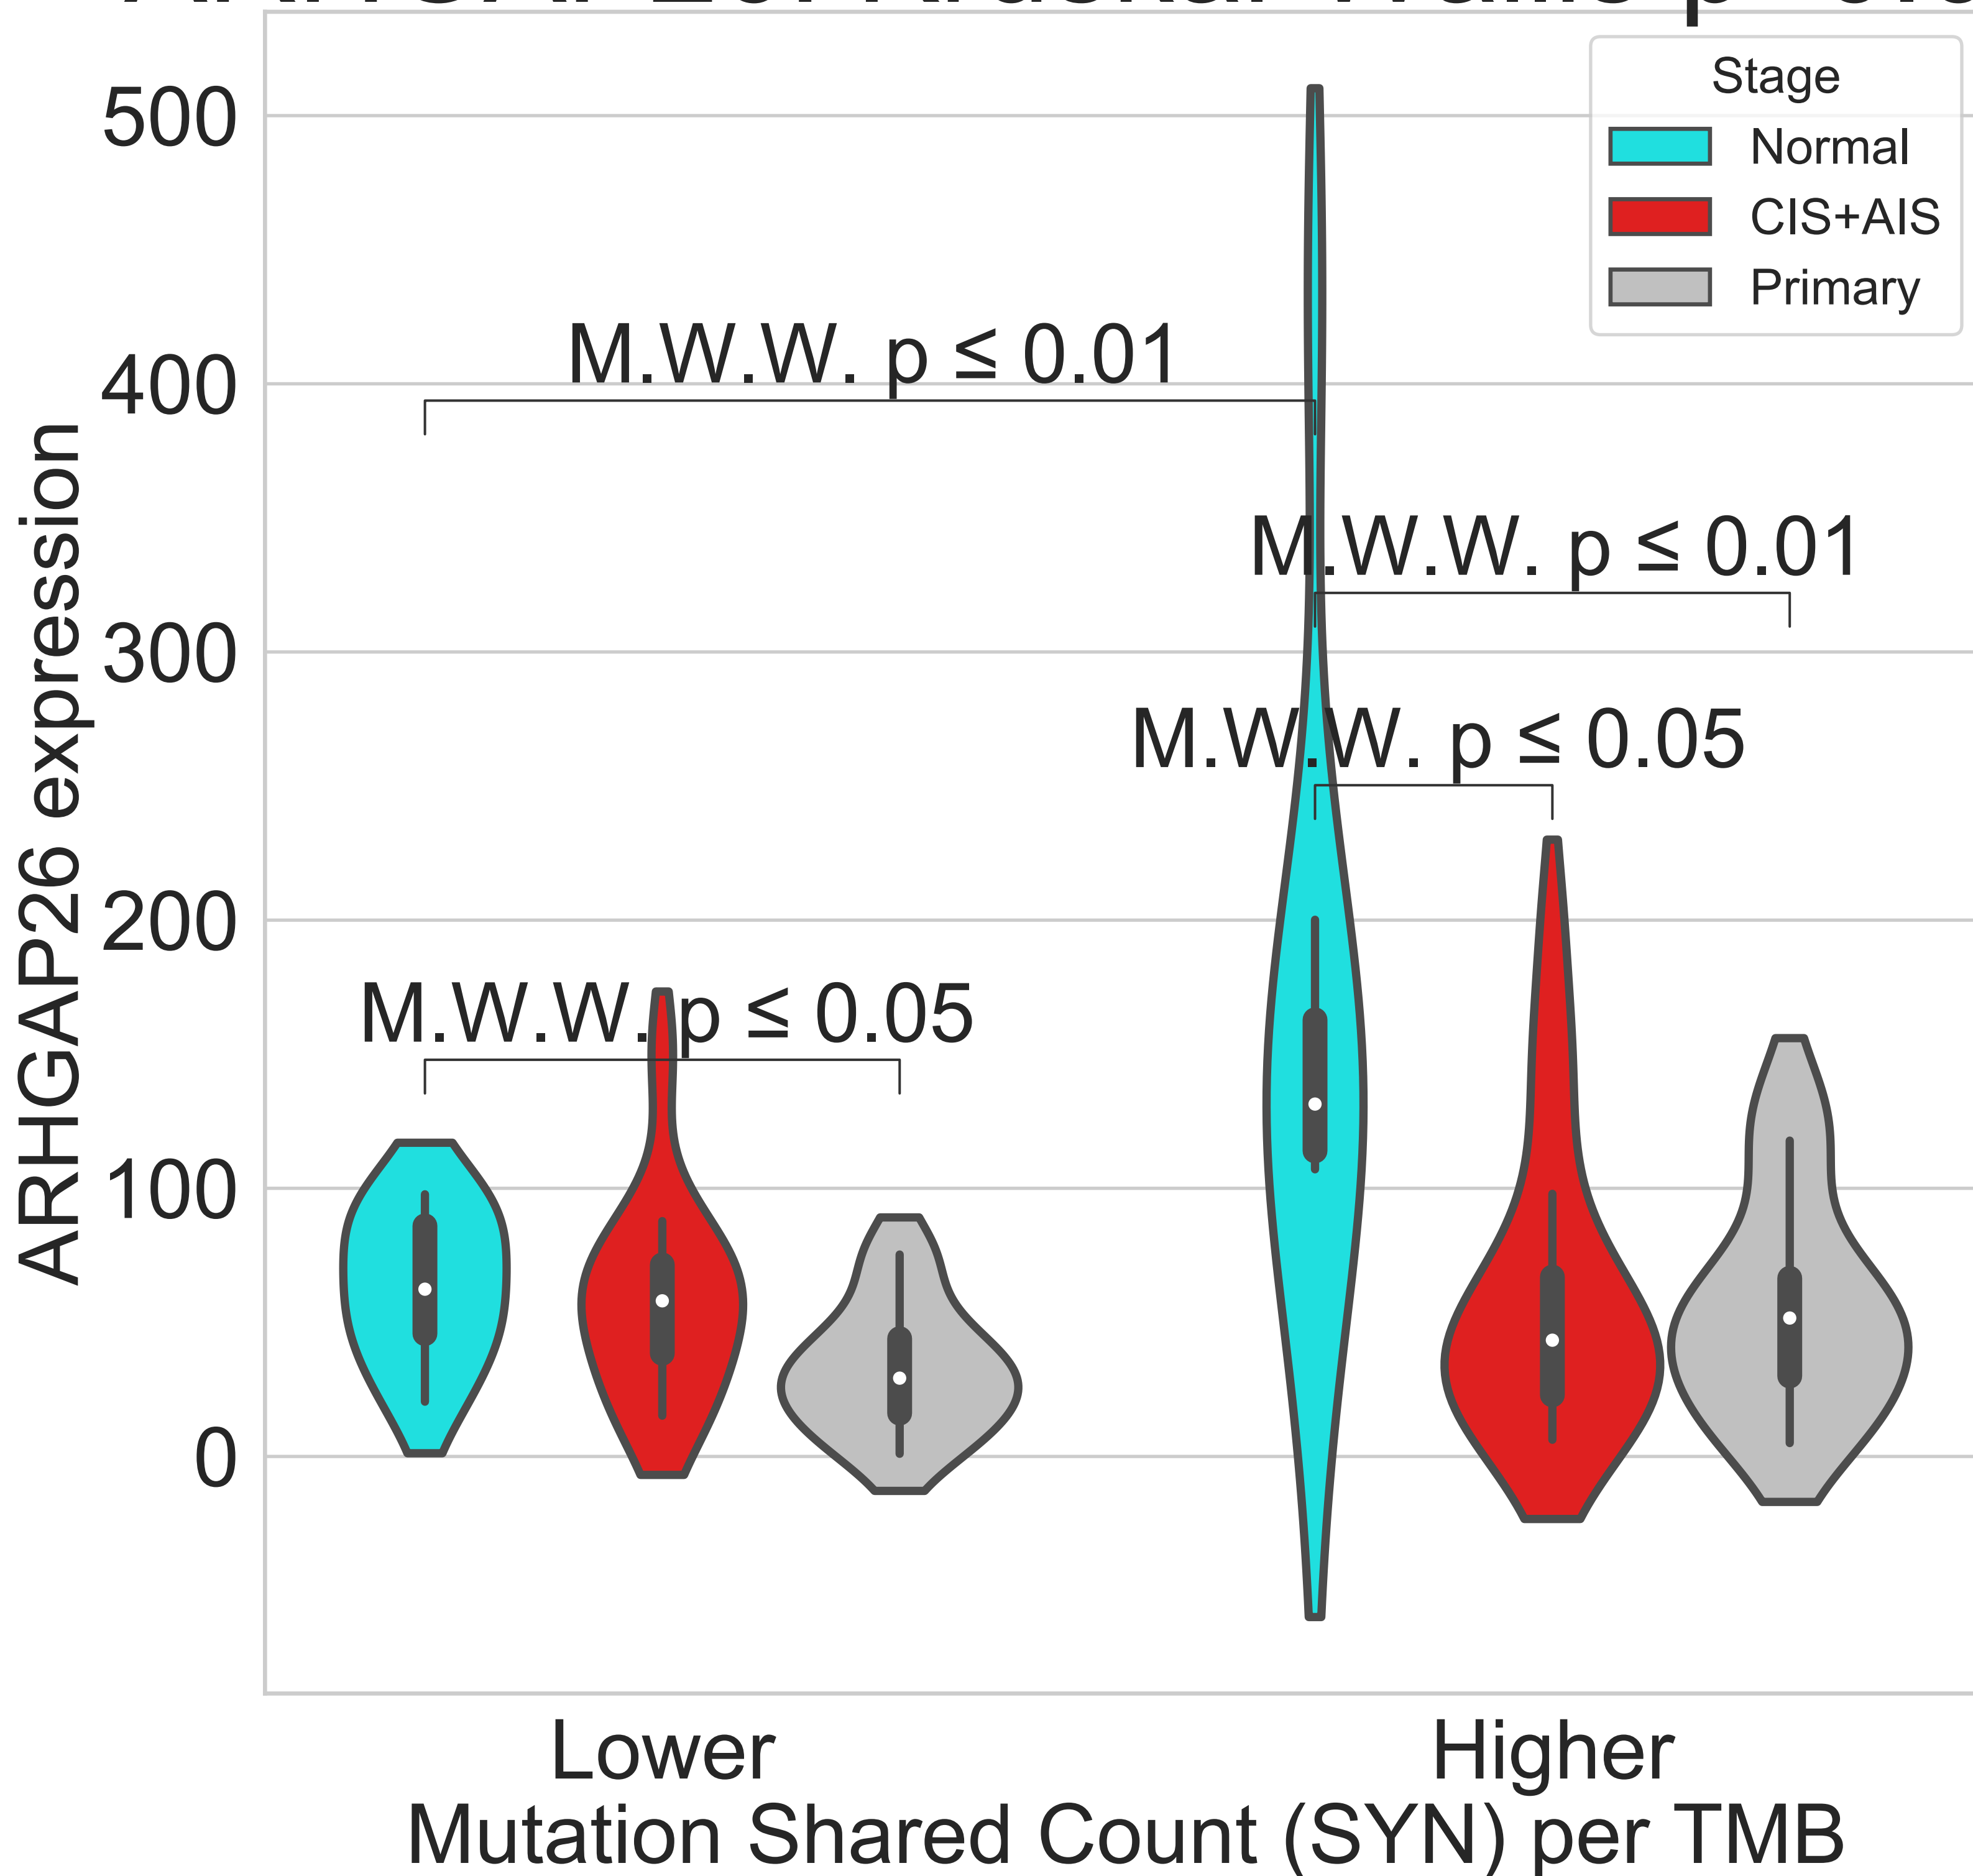 Stage
Normal
CIS+AIS
Primary
500
400
300
200
100
0
ARHGAP26 expression
M.W.W. p ≤ 0.01
M.W.W. p ≤ 0.01
M.W.W. p ≤ 0.05
M.W.W. p ≤ 0.05
Lower
Higher
Mutation Shared Count (SYN) per TMB